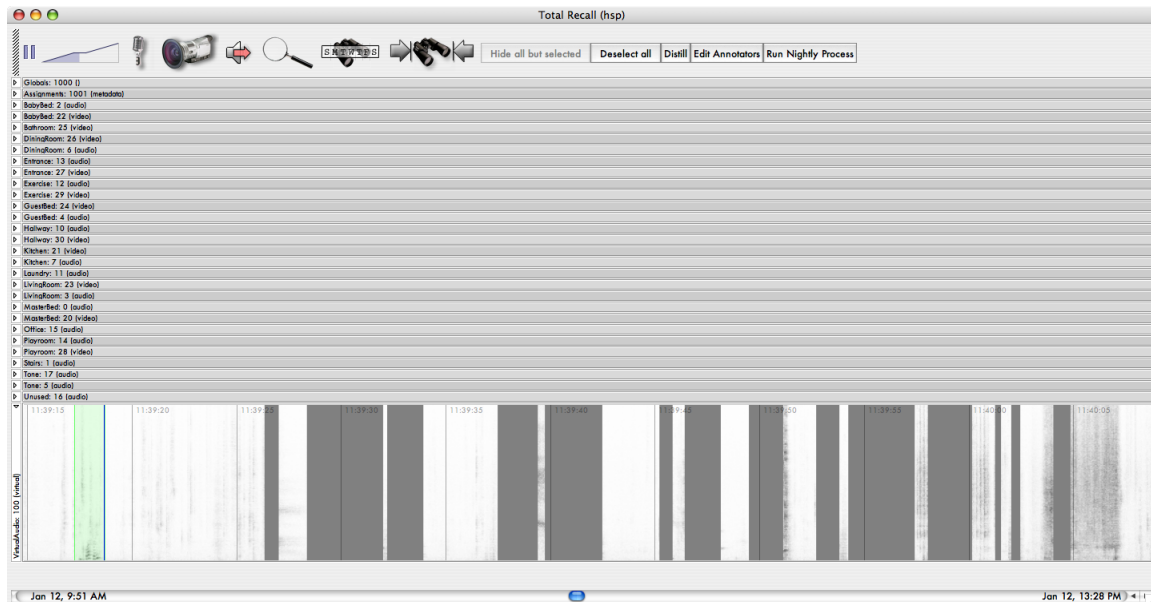 Total Recall (hsp)
SMTWTFS Hide all but selected Deselect all Distill Edit Annotators Run Nightly Process
Globals: 1000 ()
Assignments: 1001 (metadata)
BabyBed: 2 (audio)
BabyBed: 22 (video)
Bathroom: 25 (video)
DiningRoom: 26 (video)
DiningRoom: 6 (audio)
Entrance: 13 (audio)
Entrance: 27 (video)
Exercise: 12 (audio)
Exercise: 29 (video)
GuestBed: 24 (video)
GuestBed: 4 (audio)
Hallway: 10 (audio)
Hallway: 30 (video)
Kitchen: 21 (video)
Kitchen: 7 (audio)
Laundry: 11 (audio)
LivingRoom: 23 (video)
LivingRoom: 3 (audio)
MasterBed: 0 (audio)
MasterBed: 20 (video)
Office: 15 (audio)
Playroom: 14 (audio)
Playroom: 28 (video)
Stairs: 1 (audio)
Tone: 17 (audio)
Tone: 5 (audio)
Unused: 16 (audio)
11:39:15 11:39:20 11:39:25 11:39:30 11:39:35 11:39:40 11:39:45 11:39:50 11:39:55 11:40:00 11:40:05
VirtualAudio: 100 (virtual)
Jan 12, 9:51 AM Jan 12, 13:28 PM